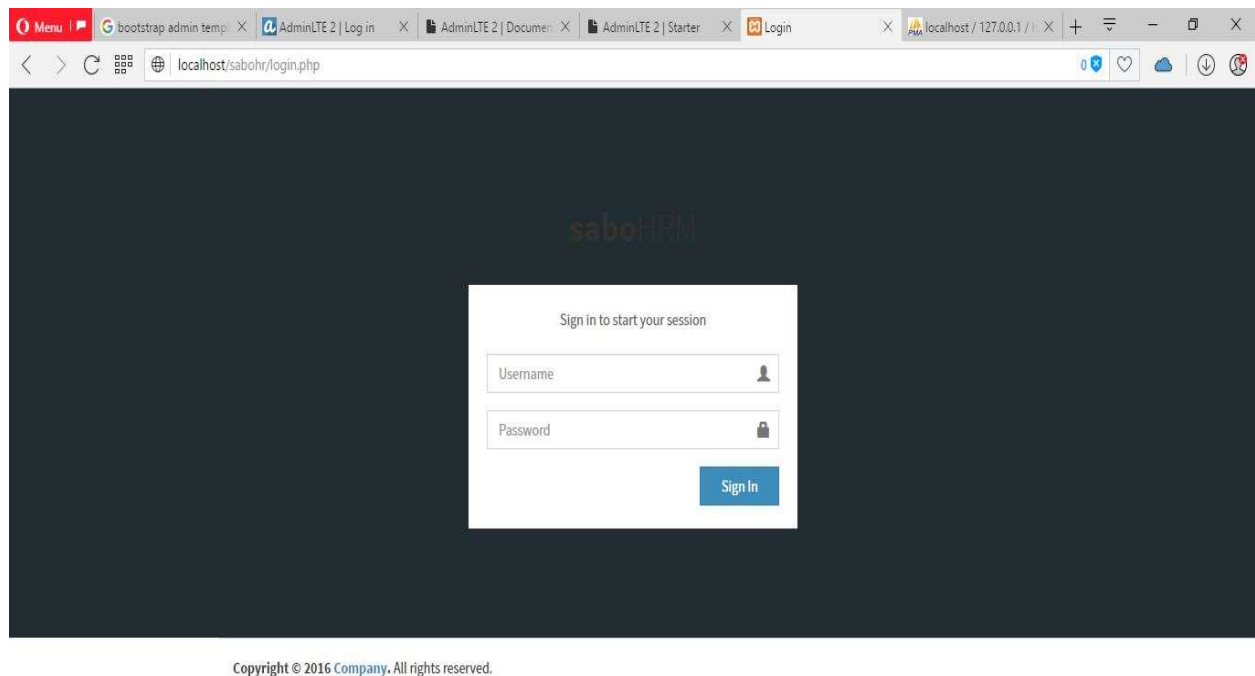 Menu bootstrap admin temp AdminLTE 2 | Log in AdminLTE 2 | Documen AdminLTE 2 | Starter Login localhost / 127.0.0.1 / h
localhost/sabohr/login.php 0
saboHRM
Sign in to start your session
Username
Password
Sign In
Copyright © 2016 Company. All rights reserved.